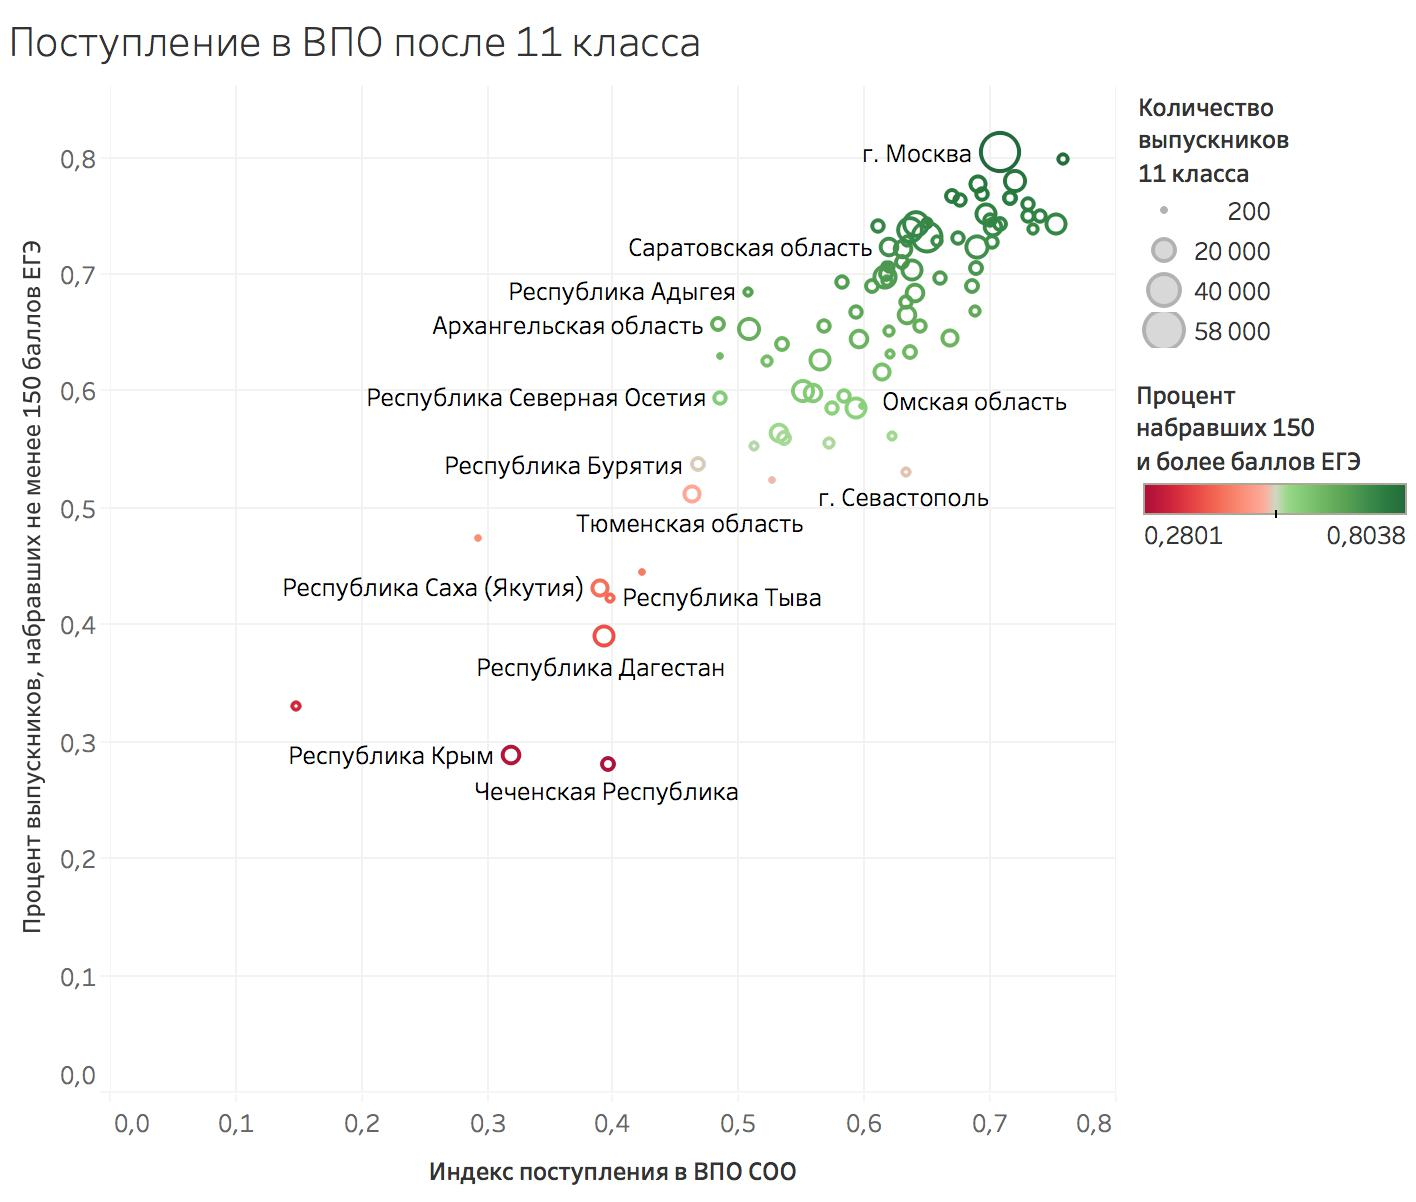 Поступление в ВПО после 11 класса
Процент выпускников, набравших не менее 150 баллов ЕГЭ
0,8
0,7
0,6
0,5
0,4
0,3
0,2
0,1
0,0
г. Москва
Саратовская область
Республика Адыгея
Архангельская область
Республика Северная Осетия
Омская область
Республика Бурятия
г. Севастополь
Тюменская область
Республика Саха (Якутия)
Республика Тыва
Республика Дагестан
Республика Крым
Чеченская Республика
0,0 0,1 0,2 0,3 0,4 0,5 0,6 0,7 0,8
Индекс поступления в ВПО СОО
Количество
выпускников
11 класса
200
20 000
40 000
58 000
Процент
набравших 150
и более баллов ЕГЭ
0,2801 0,8038